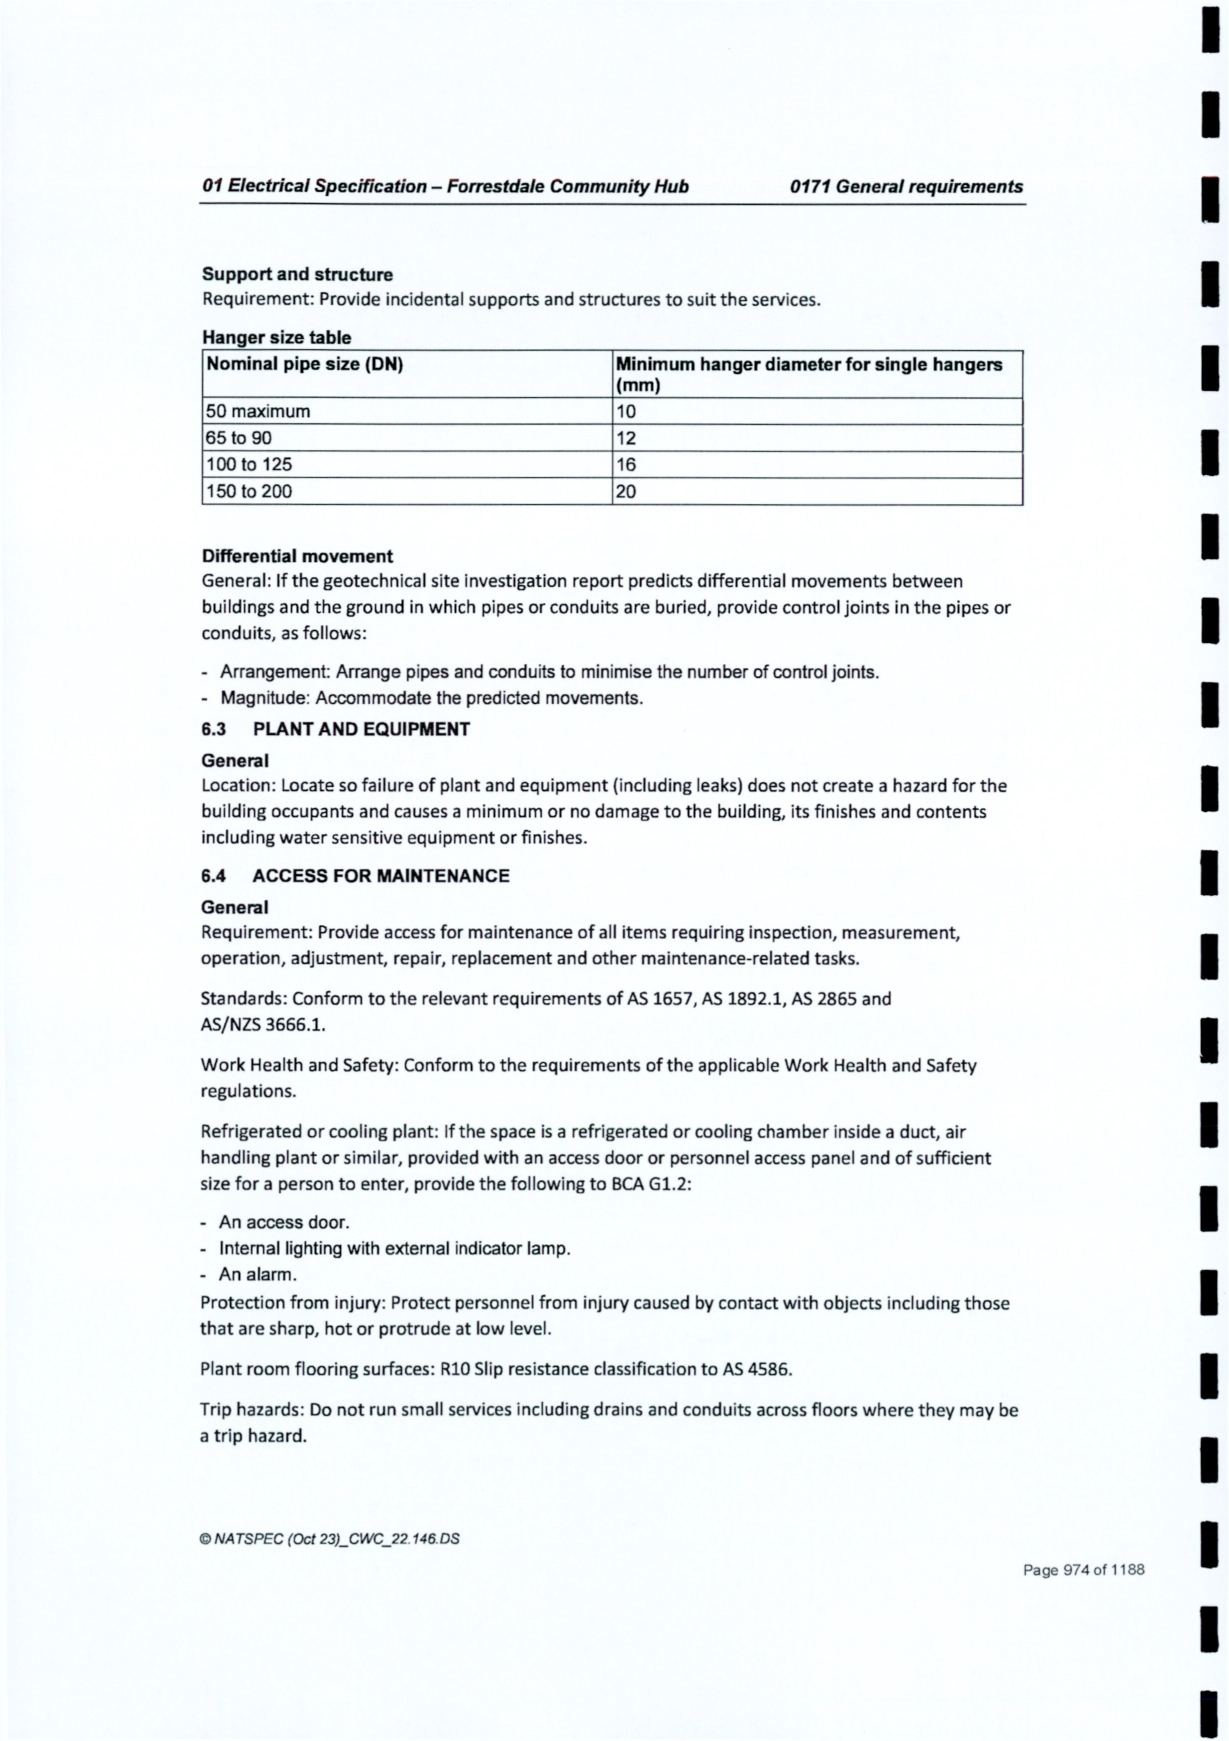 01 Electrical Specification – Forrestdale Community Hub 0171 General requirements
Support and structure
Requirement: Provide incidental supports and structures to suit the services.
Hanger size table
Nominal pipe size (DN) Minimum hanger diameter for single hangers
(mm)
50 maximum 10
65 to 90 12
100 to 125 16
150 to 200 20
Differential movement
General: If the geotechnical site investigation report predicts differential movements between
buildings and the ground in which pipes or conduits are buried, provide control joints in the pipes or
conduits, as follows:
- Arrangement: Arrange pipes and conduits to minimise the number of control joints.
- Magnitude: Accommodate the predicted movements.
6.3 PLANT AND EQUIPMENT
General
Location: Locate so failure of plant and equipment (including leaks) does not create a hazard for the
building occupants and causes a minimum or no damage to the building, its finishes and contents
including water sensitive equipment or finishes.
6.4 ACCESS FOR MAINTENANCE
General
Requirement: Provide access for maintenance of all items requiring inspection, measurement,
operation, adjustment, repair, replacement and other maintenance-related tasks.
Standards: Conform to the relevant requirements of AS 1657, AS 1892.1, AS 2865 and
AS/NZS 3666.1.
Work Health and Safety: Conform to the requirements of the applicable Work Health and Safety
regulations.
Refrigerated or cooling plant: If the space is a refrigerated or cooling chamber inside a duct, air
handling plant or similar, provided with an access door or personnel access panel and of sufficient
size for a person to enter, provide the following to BCA G1.2:
- An access door.
- Internal lighting with external indicator lamp.
- An alarm.
Protection from injury: Protect personnel from injury caused by contact with objects including those
that are sharp, hot or protrude at low level.
Plant room flooring surfaces: R10 Slip resistance classification to AS 4586.
Trip hazards: Do not run small services including drains and conduits across floors where they may be
a trip hazard.
© NATSPEC (Oct 23)_CWC_22.146.DS
Page 974 of 1188